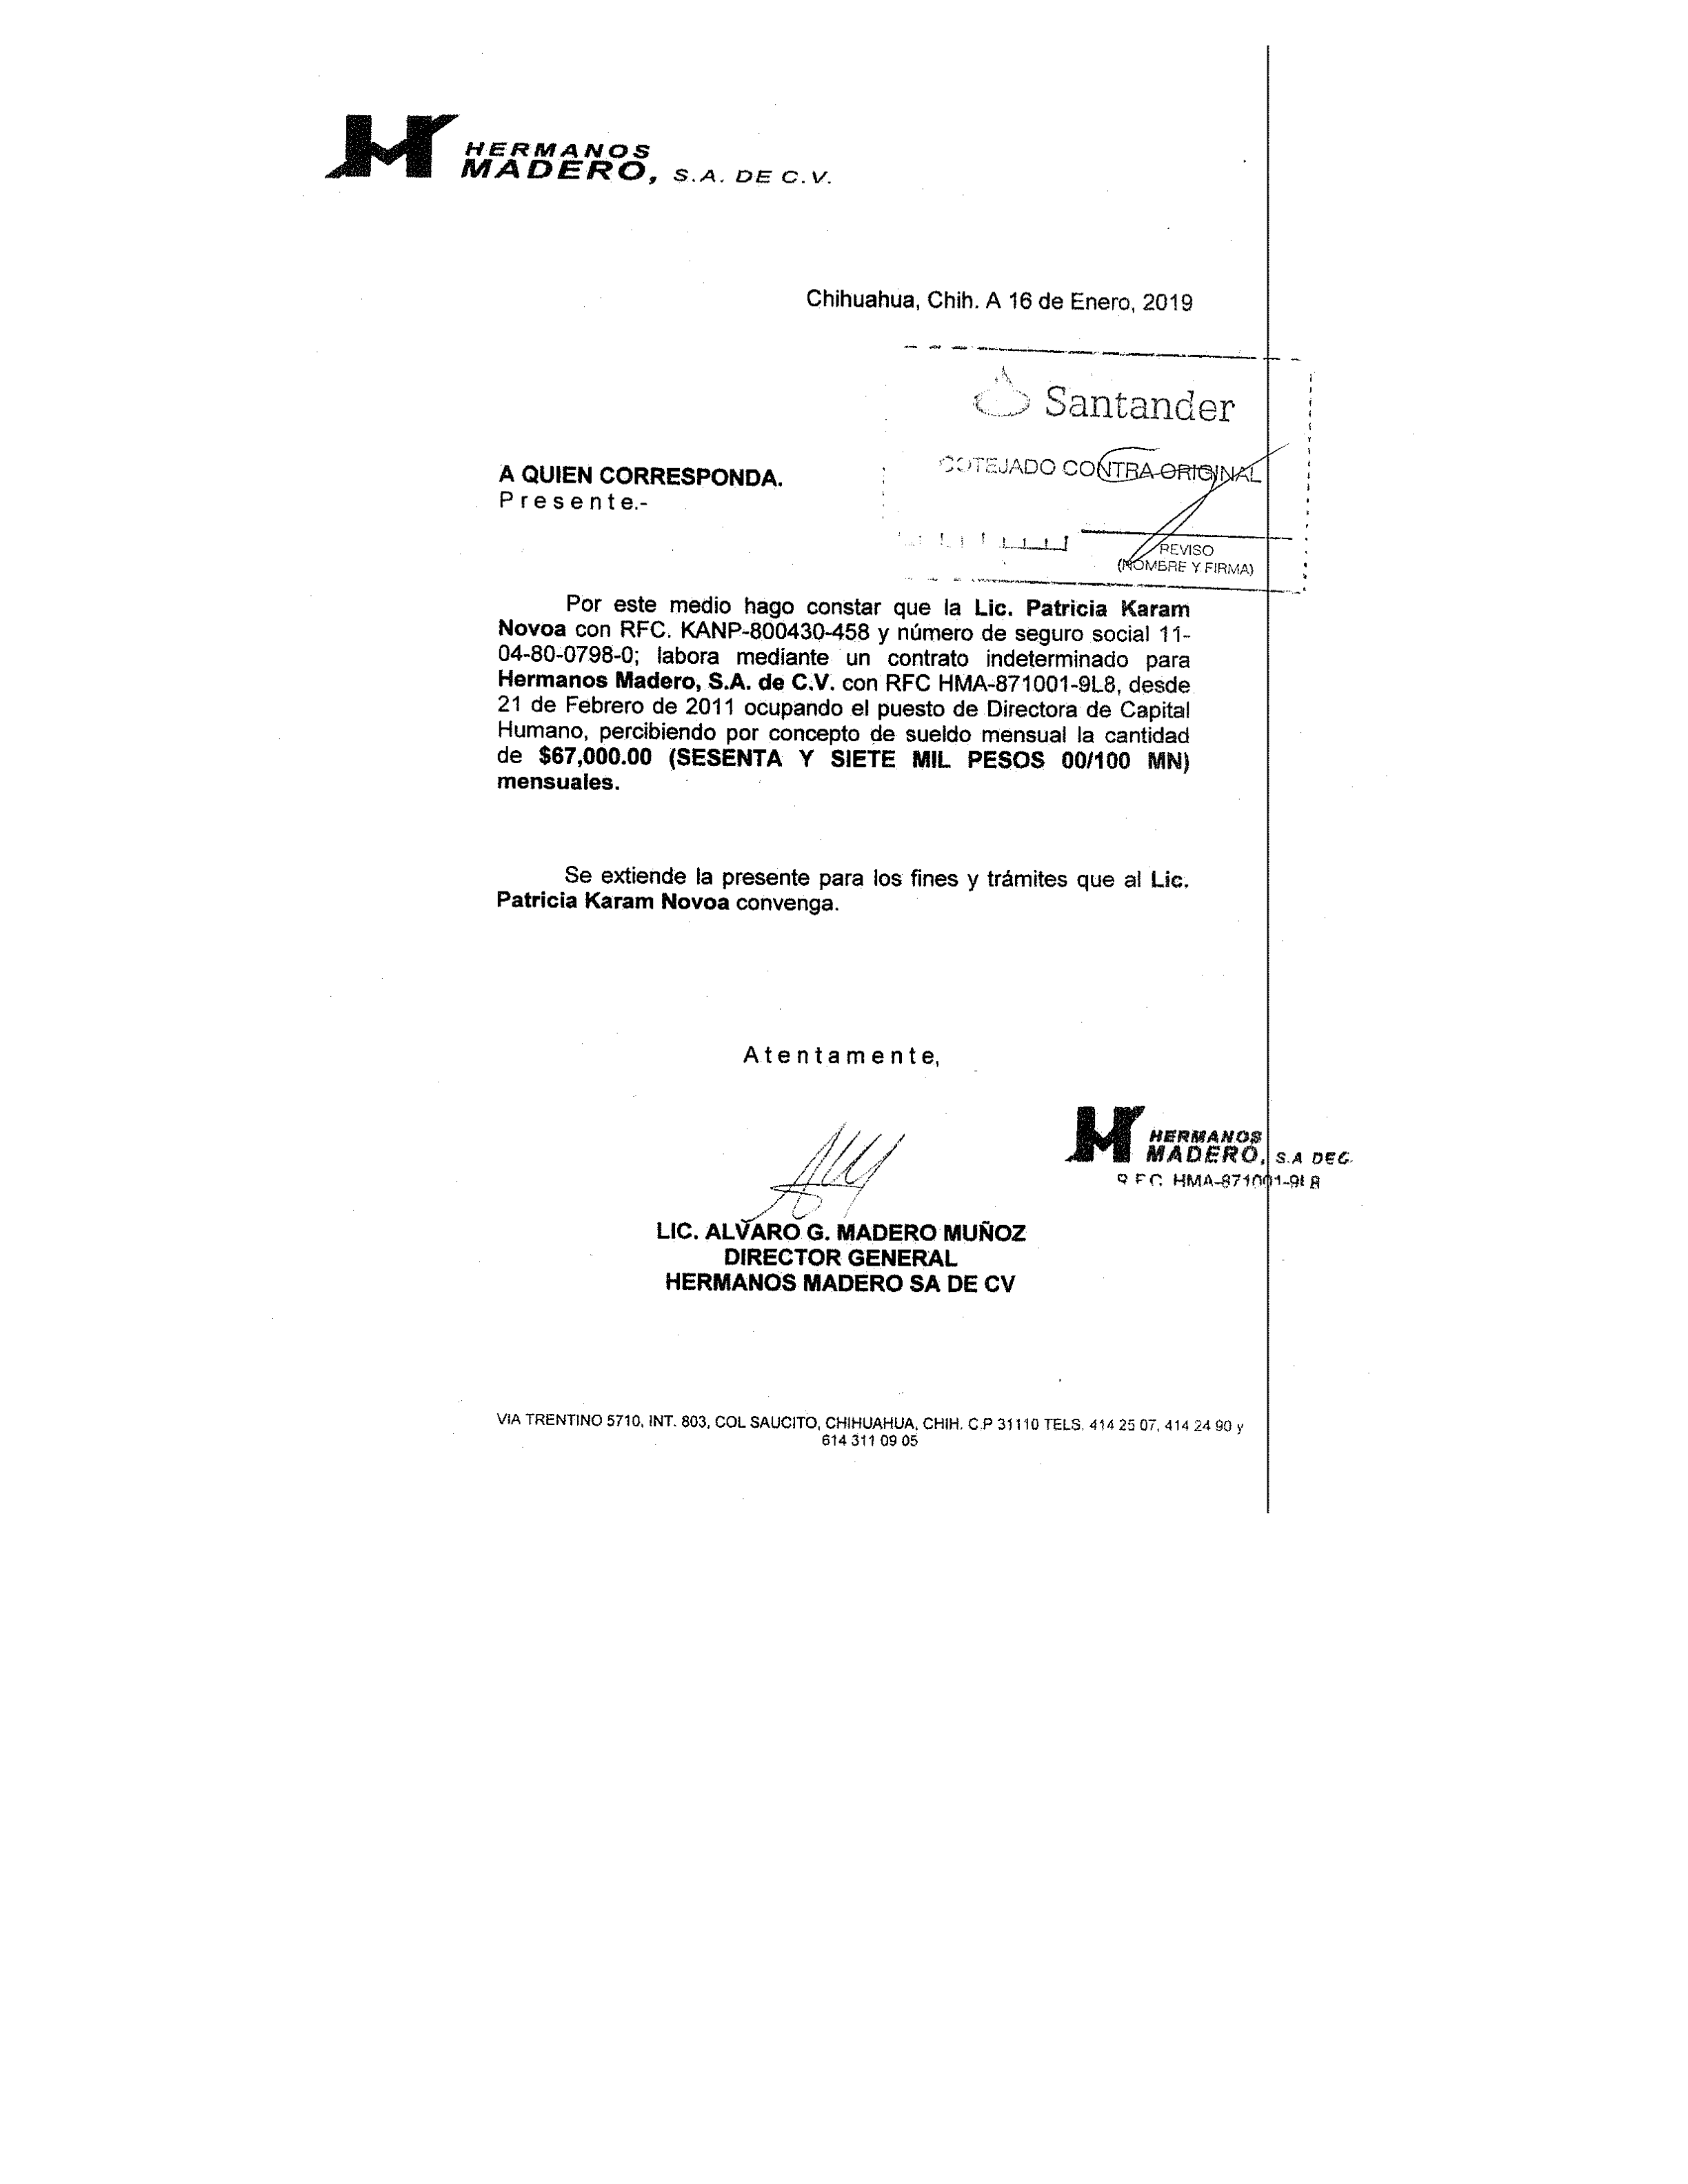 HERMANOS
MADERO, S.A. DE C.V.
Chihuahua, Chih. A 16 de Enero, 2019
Santander
COTEJADO CONTRA ORIGINAL
REVISO
(NOMBRE Y FIRMA)
A QUIEN CORRESPONDA.
Presente.-
Por este medio hago constar que la Lic. Patricia Karam
Novoa con RFC. KANP-800430-458 y número de seguro social 11-
04-80-0798-0; labora mediante un contrato indeterminado para
Hermanos Madero, S.A. de C.V. con RFC HMA-871001-9L8, desde
21 de Febrero de 2011 ocupando el puesto de Directora de Capital
Humano, percibiendo por concepto de sueldo mensual la cantidad
de $67,000.00 (SESENTA Y SIETE MIL PESOS 00/100 MN)
mensuales.
Se extiende la presente para los fines y trámites que al Lic.
Patricia Karam Novoa convenga.
Atentamente,
HERMANOS
MADERO, S.A DE C.
R F C HMA-871001-9L8
LIC. ALVARO G. MADERO MUÑOZ
DIRECTOR GENERAL
HERMANOS MADERO SA DE CV
VIA TRENTINO 5710, INT. 803, COL SAUCITO, CHIHUAHUA, CHIH. C.P 31110 TELS. 414 25 07, 414 24 90 y
614 311 09 05